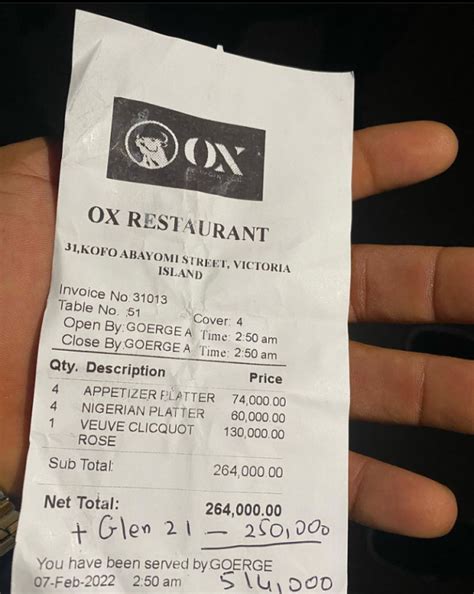 OX
OX RESTAURANT
31,KOFO ABAYOMI STREET, VICTORIA
ISLAND
Invoice No 31013
Table No. 51 Cover: 4
Open By:GOERGE A Time: 2:50 am
Close By:GOERGE A Time: 2:50 am
Qty. Description Price
4 APPETIZER PLATTER 74,000.00
4 NIGERIAN PLATTER 60,000.00
1 VEUVE CLICQUOT 130,000.00
ROSE
Sub Total: 264,000.00
Net Total: 264,000.00
+ Glen 21 — 250,000
You have been served by GOERGE
07-Feb-2022 2:50 am 514,000